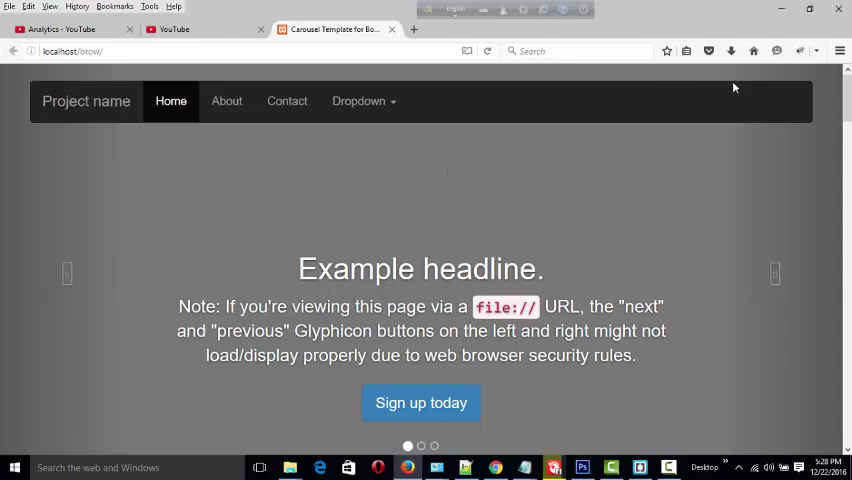 File Edit View History Bookmarks Tools Help
English
Analytics - YouTube
YouTube
Carousel Template for Bo...
localhost/btow/
Search
Project name
Home
About
Contact
Dropdown
Example headline.
Note: If you're viewing this page via a file:// URL, the "next"
and "previous" Glyphicon buttons on the left and right might not
load/display properly due to web browser security rules.
Sign up today
Search the web and Windows
Desktop
5:28 PM
12/22/2016